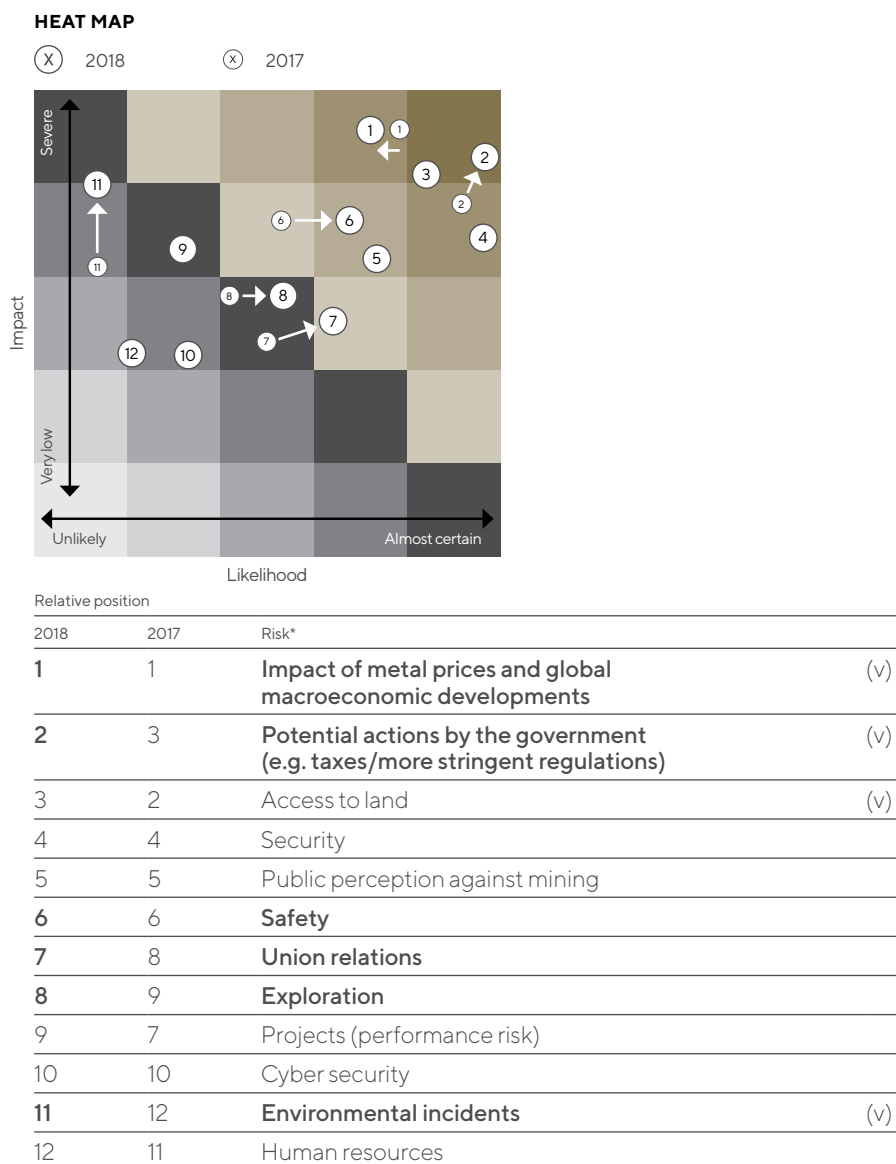 HEAT MAP
X 2018 X 2017
Severe
1 1
2
3
11
2
6 6
4
9
5
11
8 8
7
7
12 10
Impact
Very low
Unlikely Almost certain
Likelihood
Relative position
2018 2017 Risk*
1 1 Impact of metal prices and global (v)
macroeconomic developments
2 3 Potential actions by the government (v)
(e.g. taxes/more stringent regulations)
3 2 Access to land (v)
4 4 Security
5 5 Public perception against mining
6 6 Safety
7 8 Union relations
8 9 Exploration
9 7 Projects (performance risk)
10 10 Cyber security
11 12 Environmental incidents (v)
12 11 Human resources